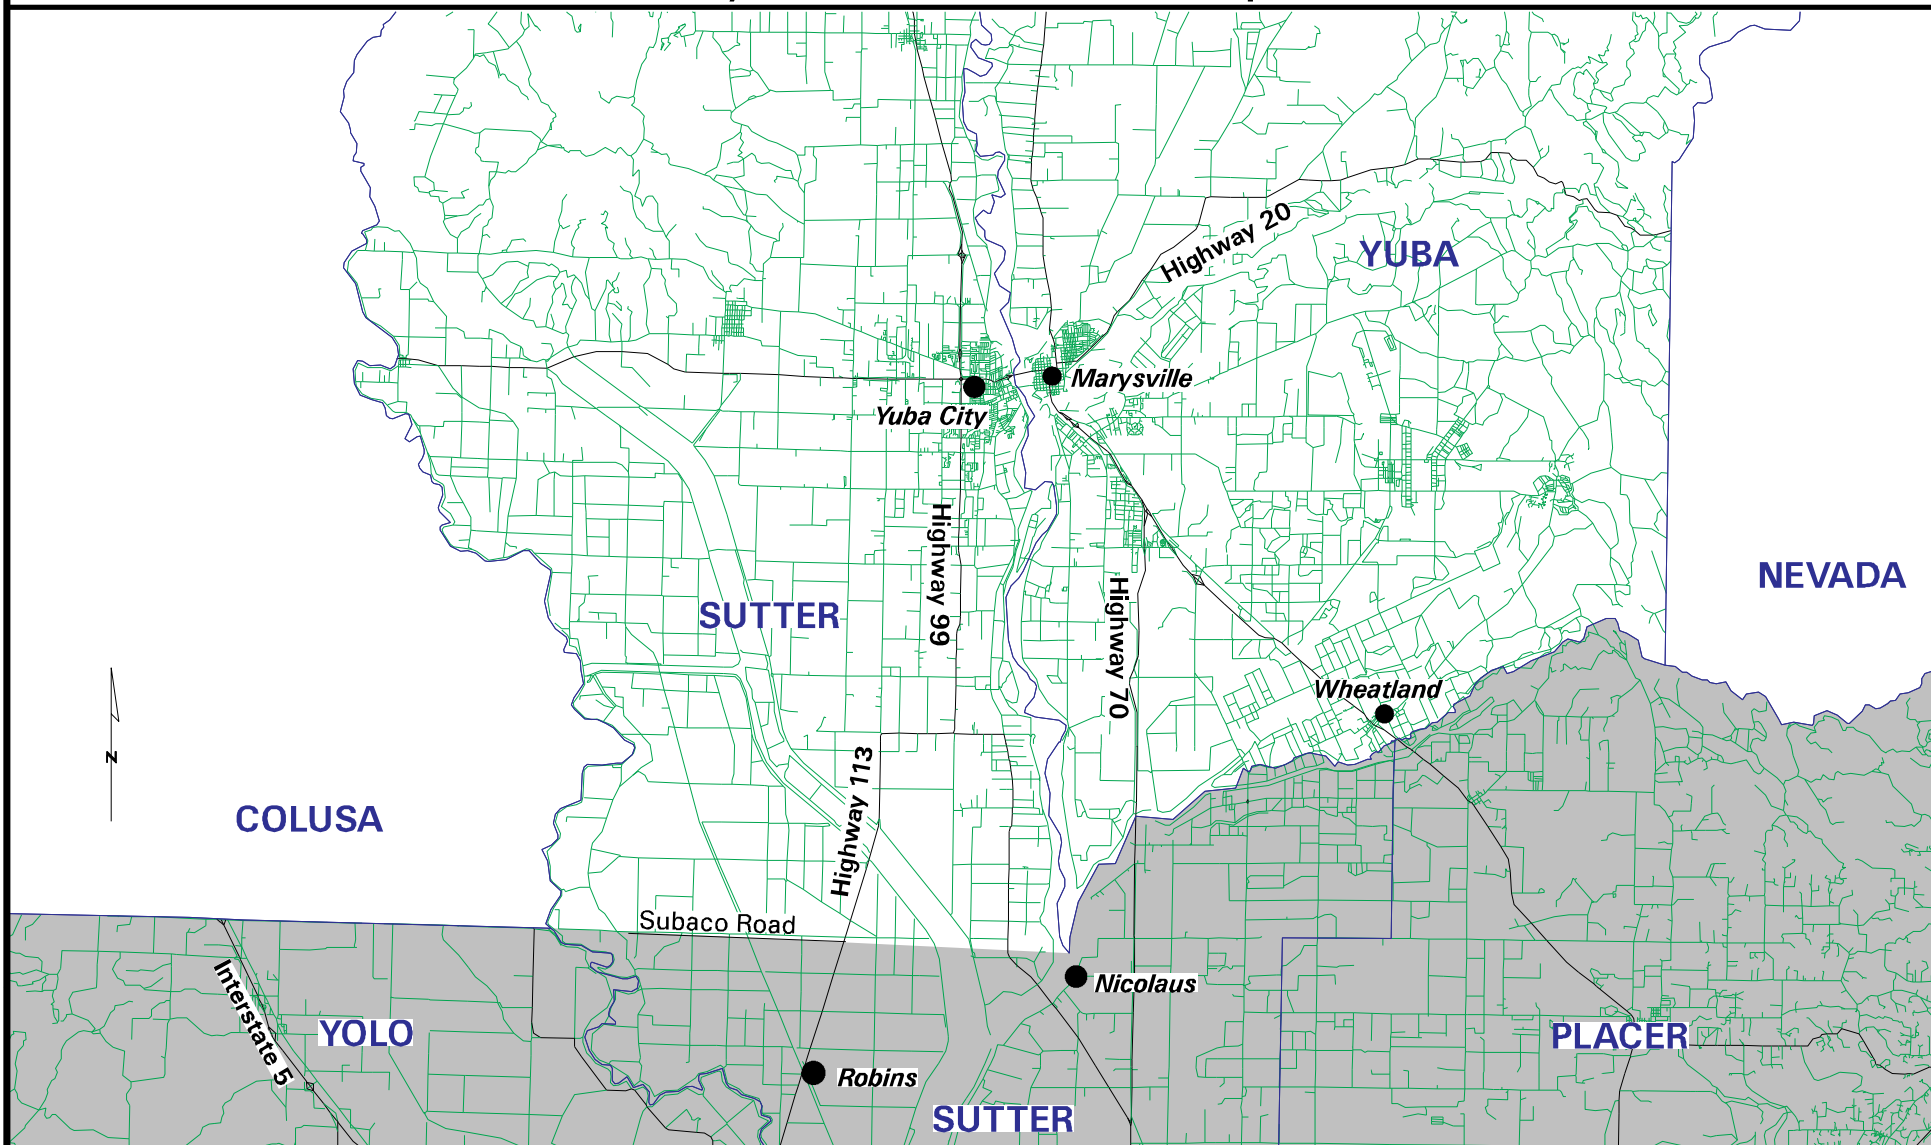 Highway 20
YUBA
Marysville
Yuba City
Highway 99
NEVADA
Highway 70
SUTTER
Wheatland
N
Highway 113
COLUSA
Subaco Road
Interstate 5
Nicolaus
YOLO
PLACER
Robins
SUTTER